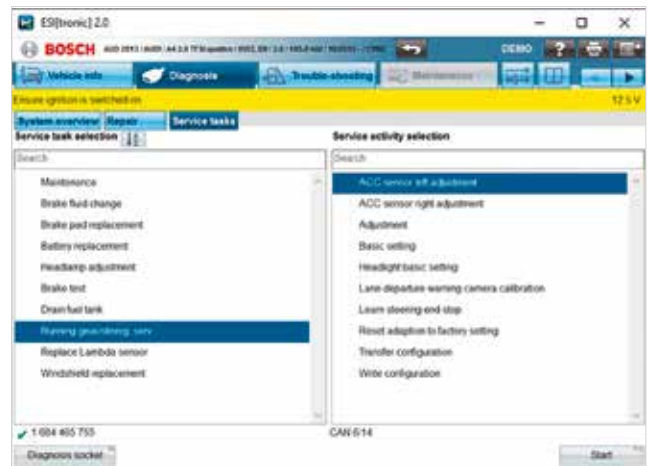 ESI[tronic] 2.0
BOSCH DEMO
Vehicle info Diagnosis Trouble-shooting Maintenance
Ensure ignition is switched on 12.5 V
System overview Repair Service tasks
Service task selection Service activity selection
Search Search
Maintenance ACC sensor left adjustment
Brake fluid change ACC sensor right adjustment
Brake pad replacement Adjustment
Battery replacement Basic setting
Headlamp adjustment Headlight basic setting
Brake test Lane departure warning camera calibration
Drain fuel tank Learn steering end stop
Running gear/steering, serv. Reset adaption to factory setting
Replace Lambda sensor Transfer configuration
Windshield replacement Write configuration
1 684 465 755 CAN 6/14
Diagnosis socket Start